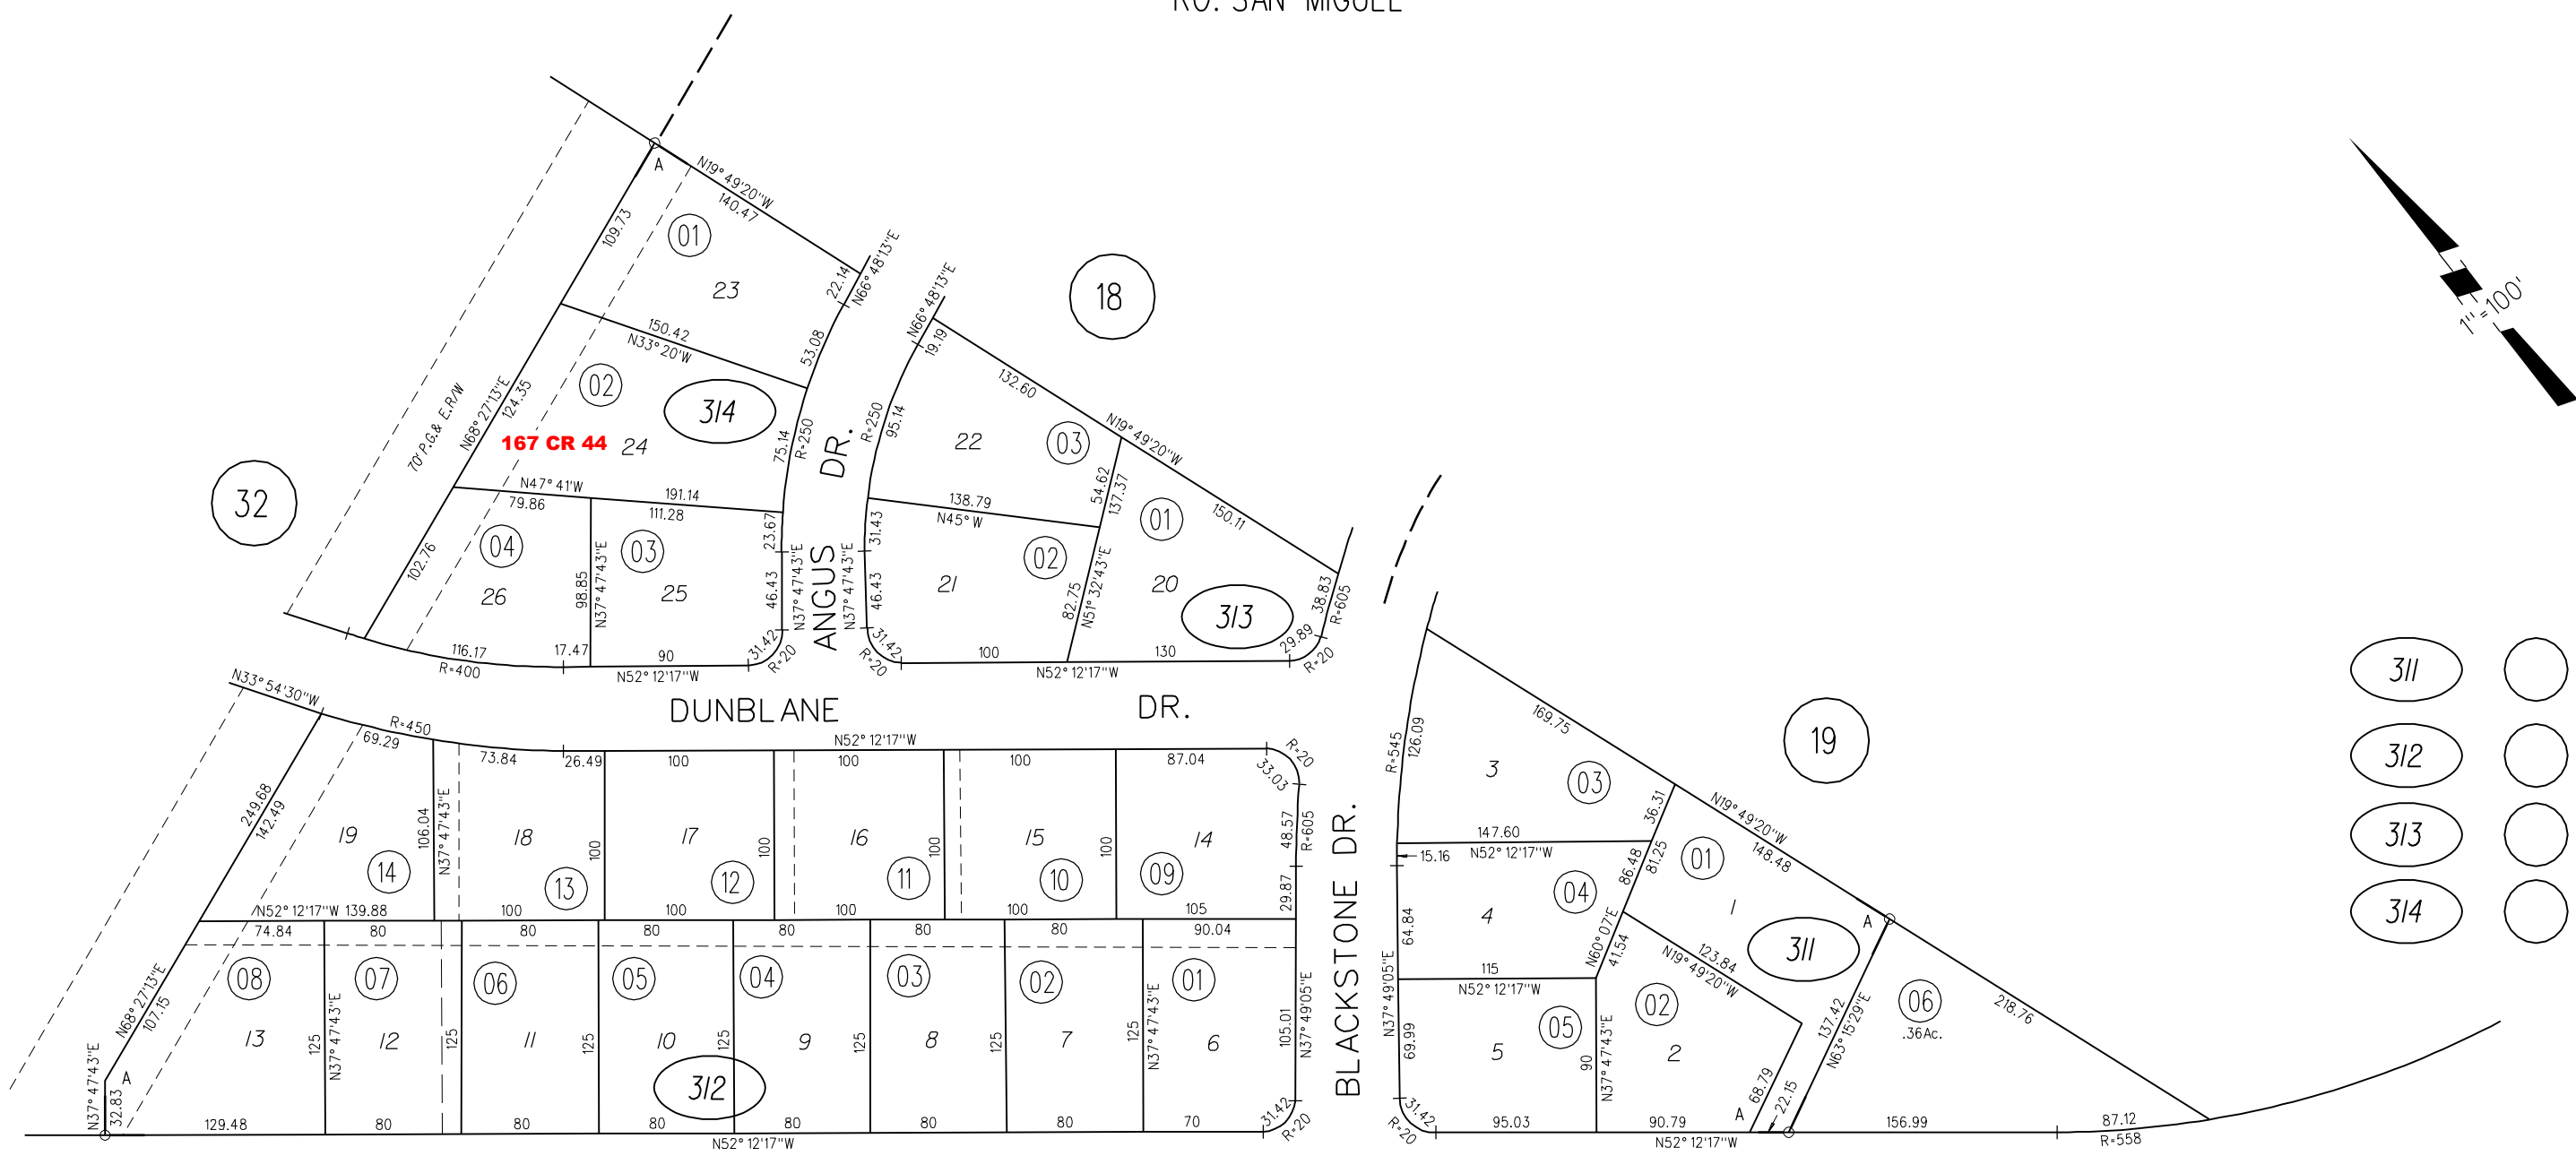 RO. SAN MIGUEL
A
N19°49'20"W
140.47
109.73
01
23
22.14
N66°48'13"E
150.42
N33°20'W
53.08
02
314
N68°27'13"E
124.35
70' P.G.& E.R/W
167 CR 44
24
75.14
R=250
N47°41'W
191.14
79.86
111.28
23.67
32
04
03
102.76
26
98.85
N37°47'43"E
25
46.43
N37°47'43"E
31.42
R=20
116.17
R=400
17.47
90
N52°12'17"W
ANGUS DR.
18
N66°48'13"E
19.19
132.60
R=250
95.14
22
03
N19°49'20"W
54.62
137.37
138.79
N45°W
01
150.11
31.43
N37°47'43"E
46.43
02
21
82.75
N51°32'43"E
20
313
38.83
R=605
31.42
R=20
100
130
29.89
R=20
N52°12'17"W
1"=100'
DUNBLANE DR.
N33°54'30"W
R=450
69.29
73.84
26.49
N52°12'17"W
100
100
100
87.04
R=20
33.03
249.68
142.49
19
14
106.04
N37°47'43"E
18
13
100
17
12
100
16
11
100
15
10
100
14
09
48.57
R=605
29.87
N52°12'17"W 139.88
100
100
100
100
105
74.84
80
80
80
80
80
80
90.04
08
07
06
05
04
03
02
01
N68°27'13"E
107.15
13
125
N37°47'43"E
12
125
11
125
10
125
9
125
8
125
7
125
N37°47'43"E
6
105.01
N37°49'05"E
N37°47'43"E
32.83
A
312
129.48
80
80
80
80
80
80
70
31.42
R=20
N52°12'17"W
BLACKSTONE DR.
R=545
126.09
169.75
3
03
36.31
19
N19°49'20"W
148.48
147.60
N52°12'17"W
15.16
86.48
81.25
01
04
4
1
A
64.84
N60°07'E
41.54
311
123.84
N19°49'20"W
115
N52°12'17"W
N37°49'05"E
69.99
5
05
90
N37°47'43"E
02
2
137.42
N63°15'29"E
06
.36Ac.
218.76
68.79
22.15
A
31.42
R=20
95.03
90.79
N52°12'17"W
156.99
87.12
R=558
311
312
313
314